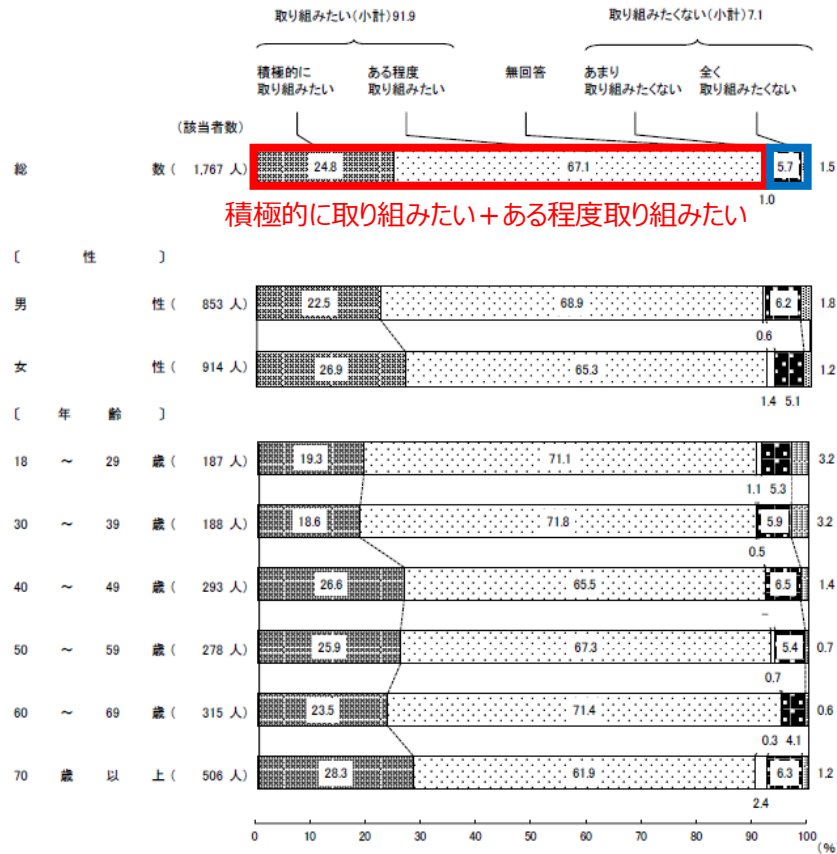 取り組みたい(小計)91.9 取り組みたくない(小計)7.1
積極的に ある程度 無回答 あまり 全く
取り組みたい 取り組みたい 取り組みたくない 取り組みたくない
(該当者数)
総 数 ( 1,767 人) 24.8 67.1 5.7 1.5
1.0
積極的に取り組みたい+ある程度取り組みたい
〔 性 〕
男 性 ( 853 人) 22.5 68.9 6.2 1.8
0.6
女 性 ( 914 人) 26.9 65.3 1.2
1.4 5.1
〔 年 齢 〕
18 ~ 29 歳 ( 187 人) 19.3 71.1 3.2
1.1 5.3
30 ~ 39 歳 ( 188 人) 18.6 71.8 5.9 3.2
0.5
40 ~ 49 歳 ( 293 人) 26.6 65.5 6.5 1.4
–
50 ~ 59 歳 ( 278 人) 25.9 67.3 5.4 0.7
0.7
60 ~ 69 歳 ( 315 人) 23.5 71.4 0.6
0.3 4.1
70 歳 以 上 ( 506 人) 28.3 61.9 6.3 1.2
2.4
0 10 20 30 40 50 60 70 80 90 100
(%